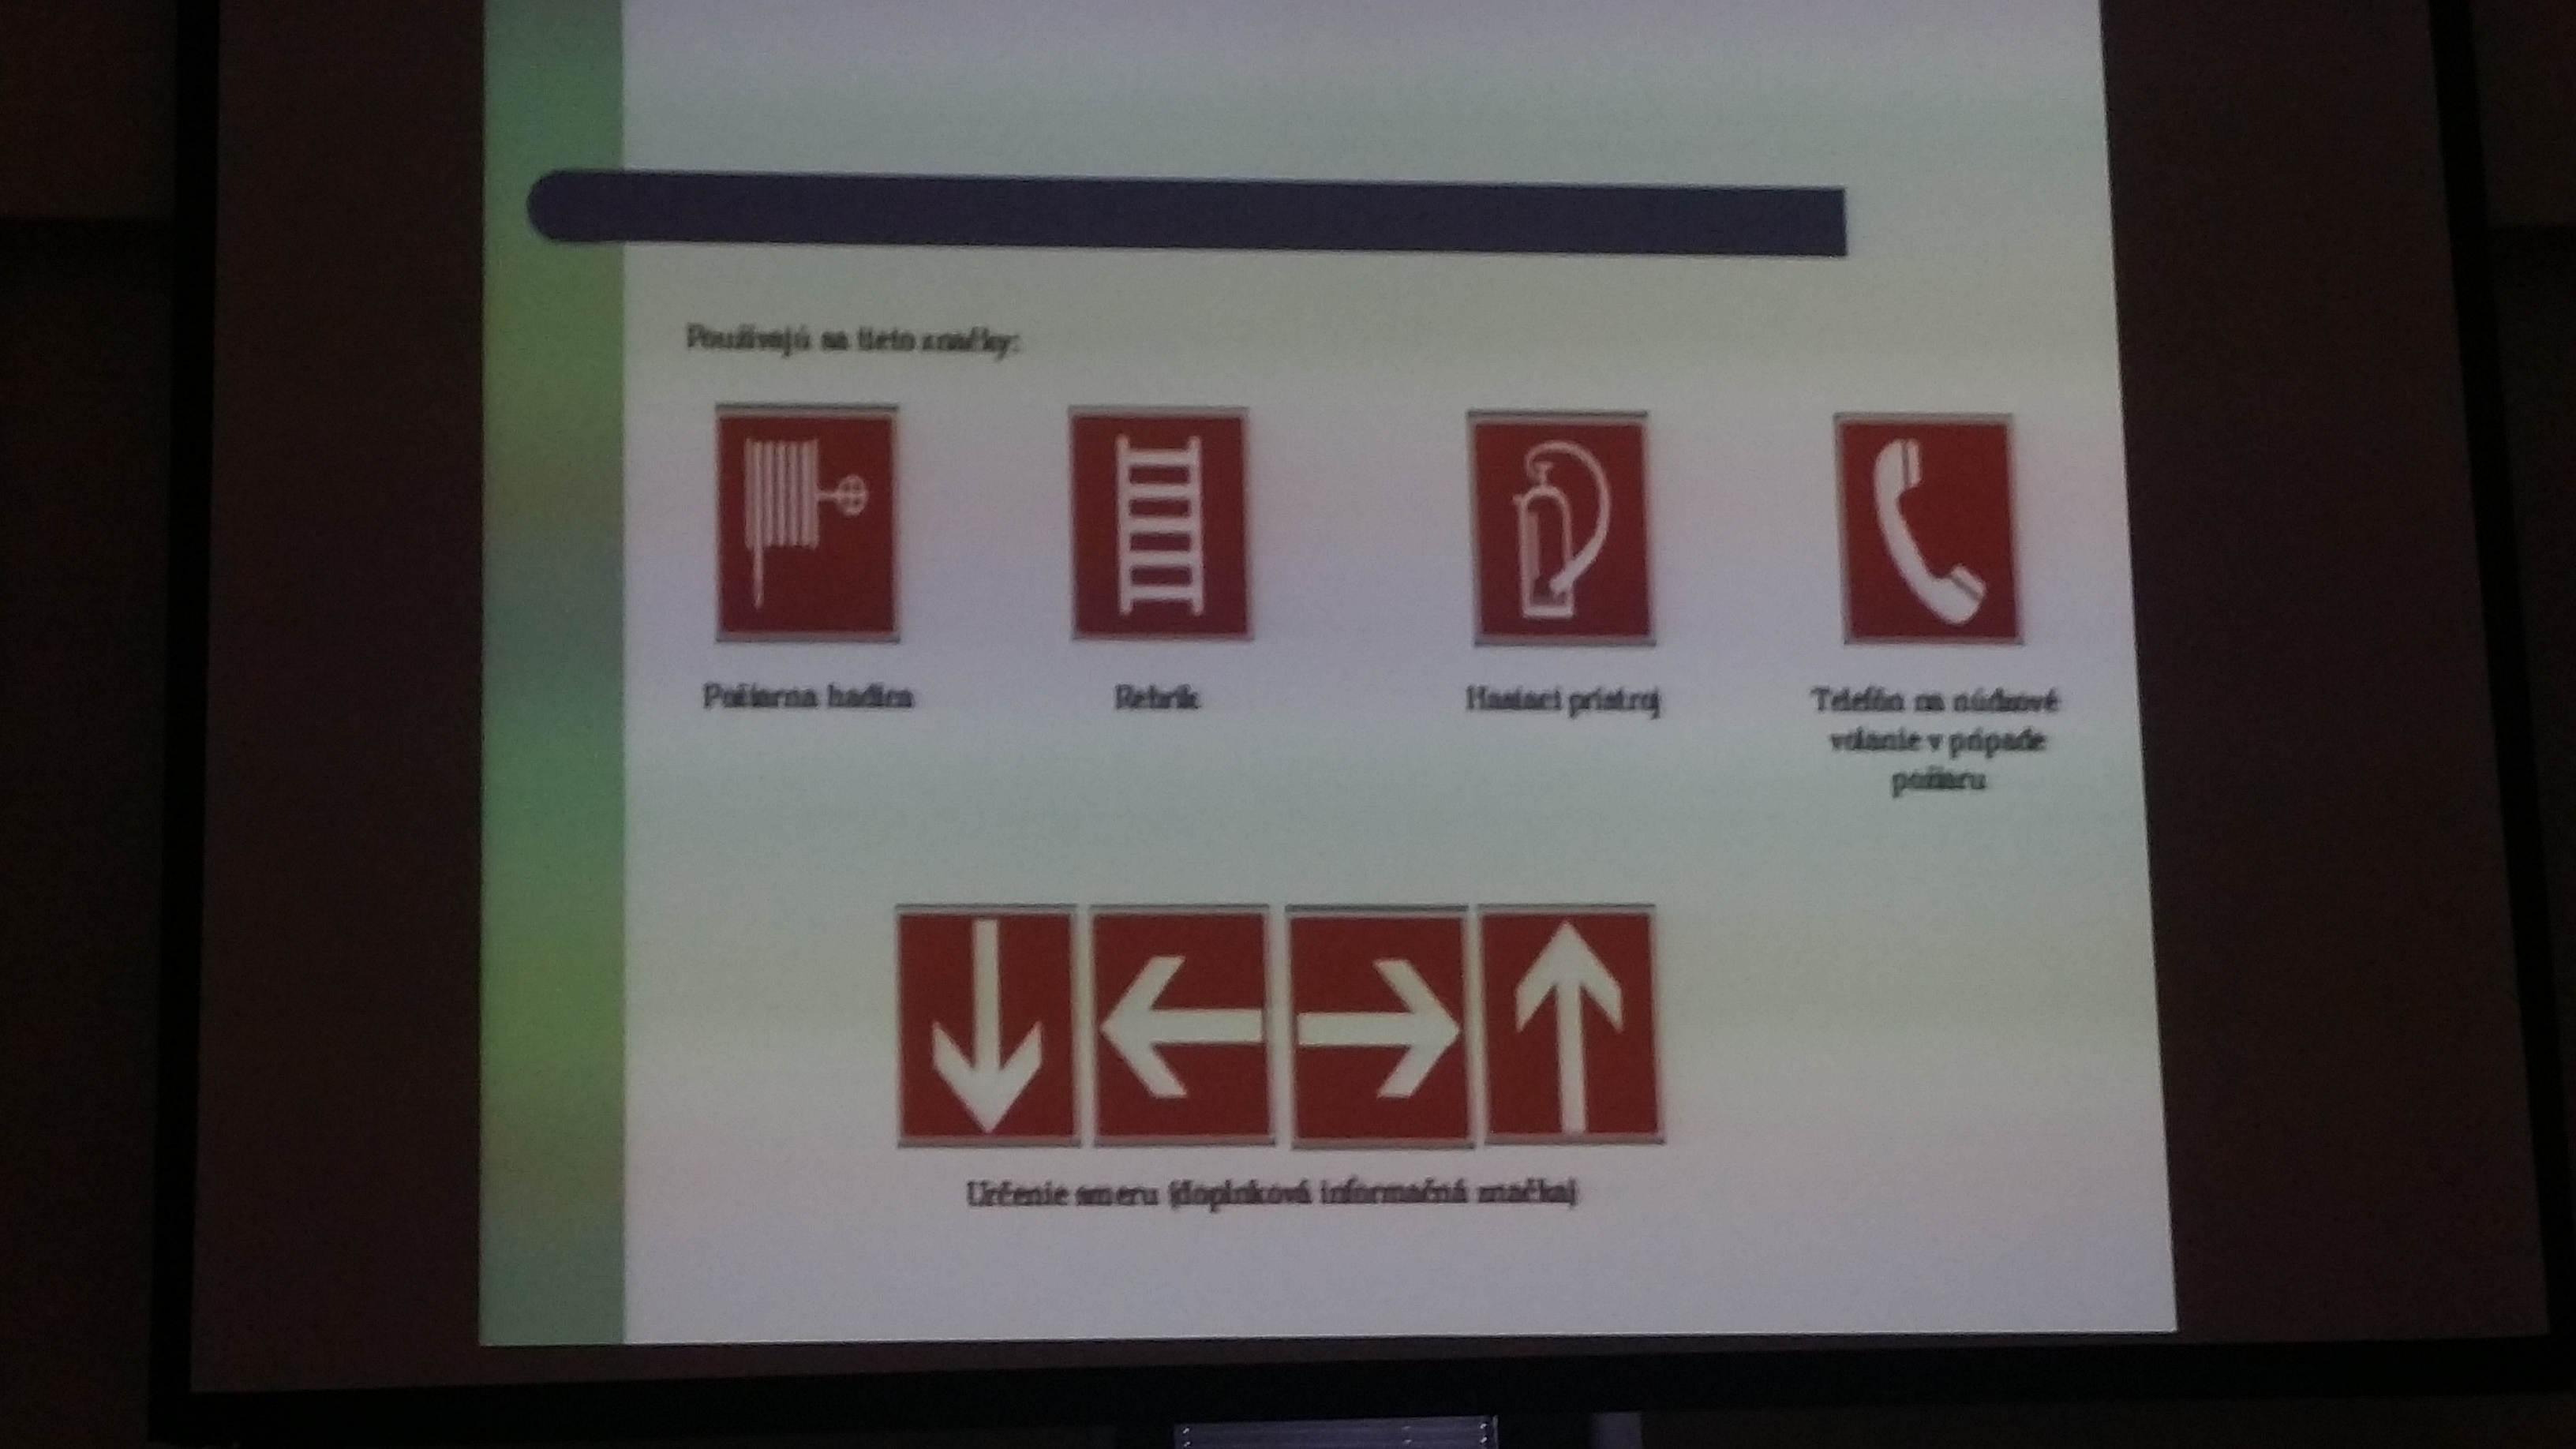 Používajú sa tieto značky:
Požiarna hadica
Rebrík
Hasiaci prístroj
Telefón na núdzové
volanie v prípade
požiaru
Určenie smeru (doplnková informačná značka)